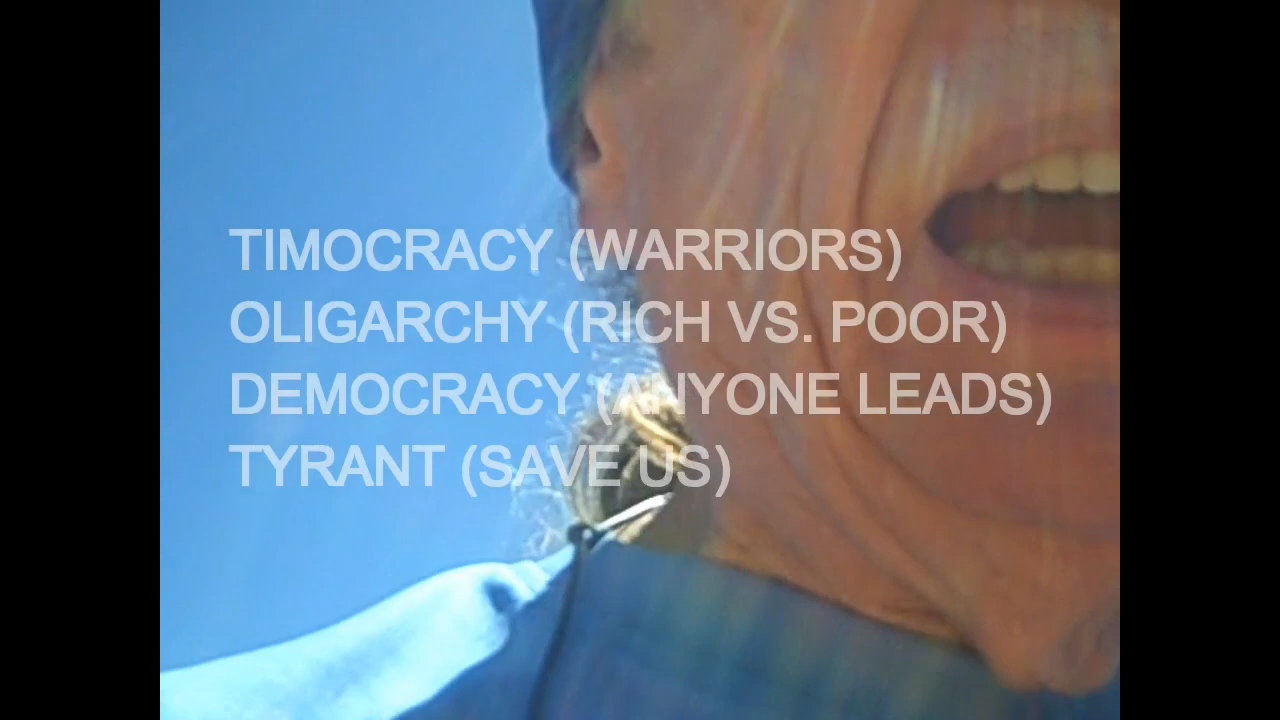 TIMOCRACY (WARRIORS)
OLIGARCHY (RICH VS. POOR)
DEMOCRACY (ANYONE LEADS)
TYRANT (SAVE US)